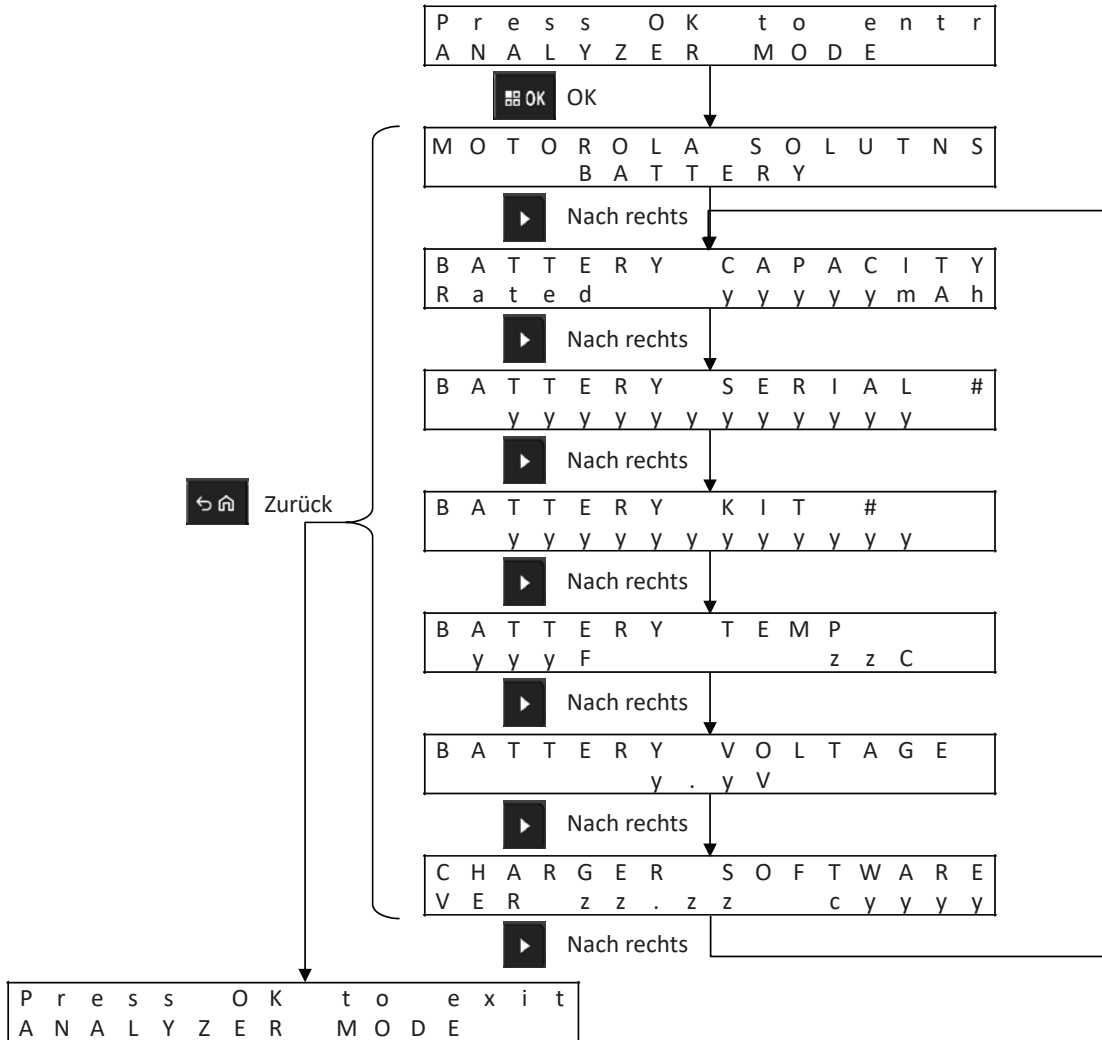 Press OK to entr
ANALYZER MODE
OK OK
MOTOROLA SOLUTNS
BATTERY
Nach rechts
BATTERY CAPACITY
Rated yyyyymAh
Nach rechts
BATTERY SERIAL #
yyyyyyyyyyyy
Nach rechts
Zurück
BATTERY KIT #
yyyyyyyyyyyy
Nach rechts
BATTERY TEMP
yyyF zzC
Nach rechts
BATTERY VOLTAGE
y.yV
Nach rechts
CHARGER SOFTWARE
VER zz.zz cyyyy
Nach rechts
Press OK to exit
ANALYZER MODE